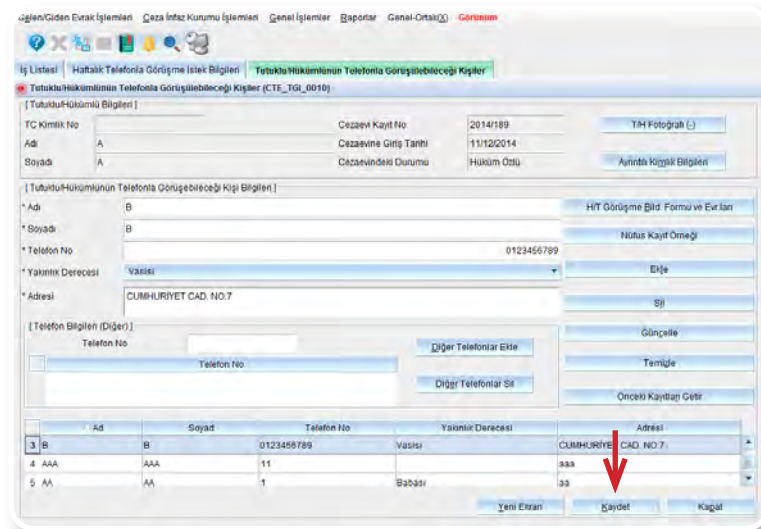 Gelen/Giden Evrak İşlemleri Ceza İnfaz Kurumu İşlemleri Genel İşlemler Raporlar Genel-Ortak(X) Görünüm
İş Listesi Haftalık Telefonla Görüşme İstek Bilgileri Tutuklu/Hükümlünün Telefonla Görüşülebileceği Kişiler
Tutuklu/Hükümlünün Telefonla Görüşülebileceği Kişiler (CTE_TGI_0010)
[ Tutuklu/Hükümlü Bilgileri ]
TC Kimlik No Cezaevi Kayıt No 2014/189 T/H Fotoğrafı (-)
Adı A Cezaevine Giriş Tarihi 11/12/2014
Soyadı A Cezaevindeki Durumu Hüküm Özlü Ayrıntılı Kimlik Bilgileri
[ Tutuklu/Hükümlünün Telefonla Görüşebileceği Kişi Bilgileri ]
* Adı B H/T Görüşme Bild. Formu ve Evrakları
* Soyadı B Nüfus Kayıt Örneği
* Telefon No 0123456789
* Yakınlık Derecesi Vasisi Ekle
* Adresi CUMHURİYET CAD. NO:7 Sil
[ Telefon Bilgileri (Diğer) ] Güncelle
Telefon No Diğer Telefonlar Ekle
Telefon No Temizle
Diğer Telefonlar Sil
Önceki Kayıtları Getir
Ad Soyad Telefon No Yakınlık Derecesi Adresi
3 B B 0123456789 Vasisi CUMHURİYET CAD. NO:7
4 AAA AAA 11 aaa
5 AA AA 1 Babası aa
Yeni Ekran Kaydet Kapat